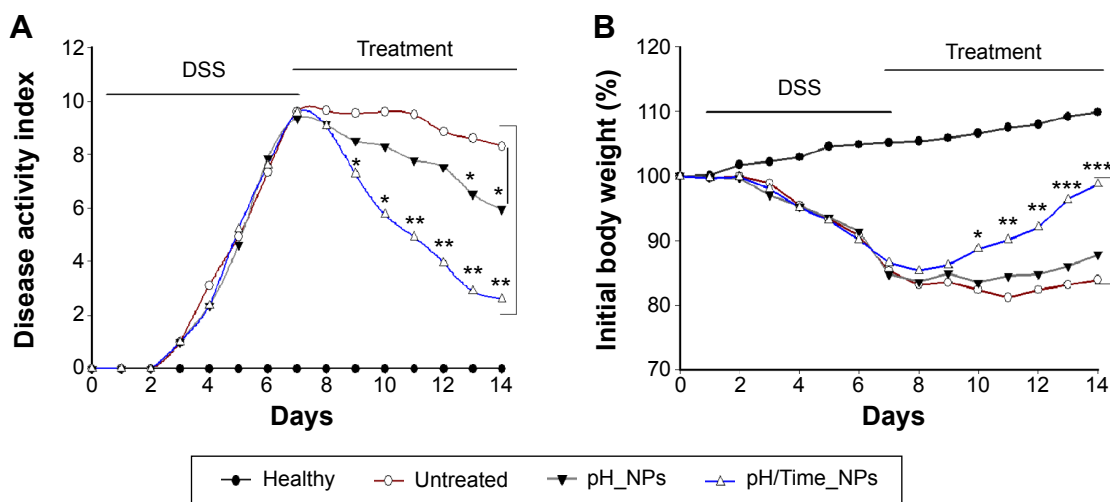 A
Disease activity index
12
10
8
6
4
2
0
DSS
Treatment
*
*
**
**
**
**
*
*
0 2 4 6 8 10 12 14
Days
B
Initial body weight (%)
120
110
100
90
80
70
DSS
Treatment
*
**
**
***
***
0 2 4 6 8 10 12 14
Days
Healthy Untreated pH_NPs pH/Time_NPs